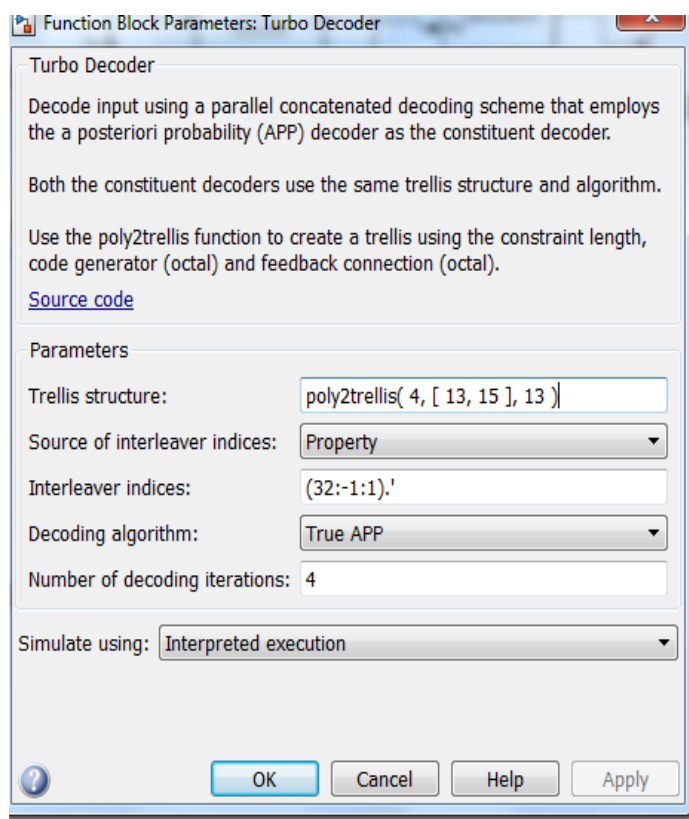 Function Block Parameters: Turbo Decoder
Turbo Decoder
Decode input using a parallel concatenated decoding scheme that employs
the a posteriori probability (APP) decoder as the constituent decoder.
Both the constituent decoders use the same trellis structure and algorithm.
Use the poly2trellis function to create a trellis using the constraint length,
code generator (octal) and feedback connection (octal).
Source code
Parameters
Trellis structure: poly2trellis( 4, [ 13, 15 ], 13 )
Source of interleaver indices: Property
Interleaver indices: (32:-1:1).'
Decoding algorithm: True APP
Number of decoding iterations: 4
Simulate using: Interpreted execution
OK Cancel Help Apply